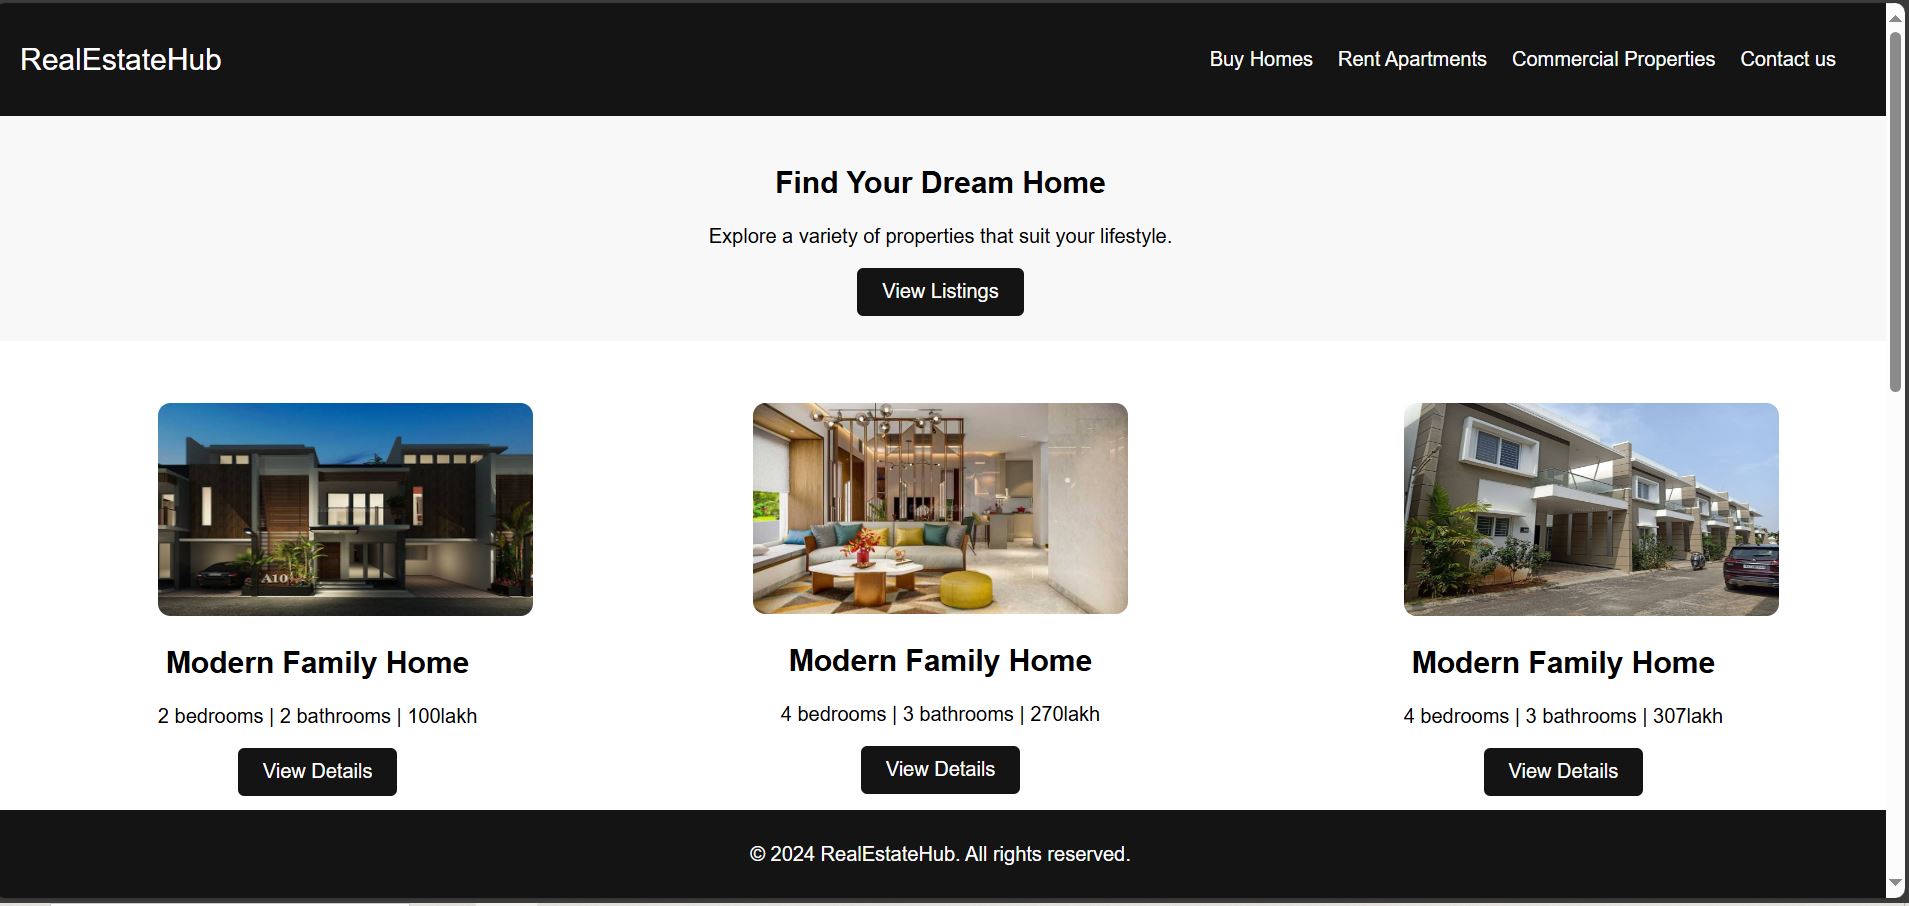 RealEstateHub
Buy Homes Rent Apartments Commercial Properties Contact us
Find Your Dream Home
Explore a variety of properties that suit your lifestyle.
View Listings
A10
Modern Family Home
2 bedrooms | 2 bathrooms | 100lakh
View Details
Modern Family Home
4 bedrooms | 3 bathrooms | 270lakh
View Details
Modern Family Home
4 bedrooms | 3 bathrooms | 307lakh
View Details
© 2024 RealEstateHub. All rights reserved.